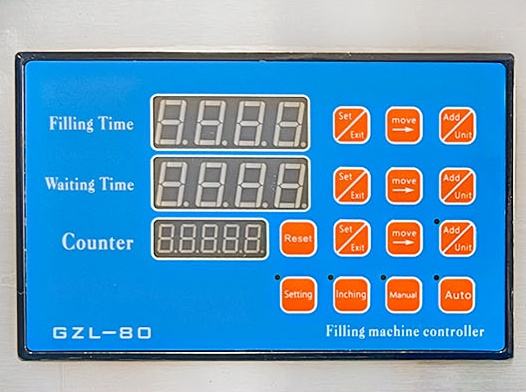 Filling Time
Set/Exit
move
Add/Unit
Waiting Time
Set/Exit
move
Add/Unit
Counter
Reset
Set/Exit
move
Add/Unit
Setting
Inching
Manual
Auto
GZL-80
Filling machine controller